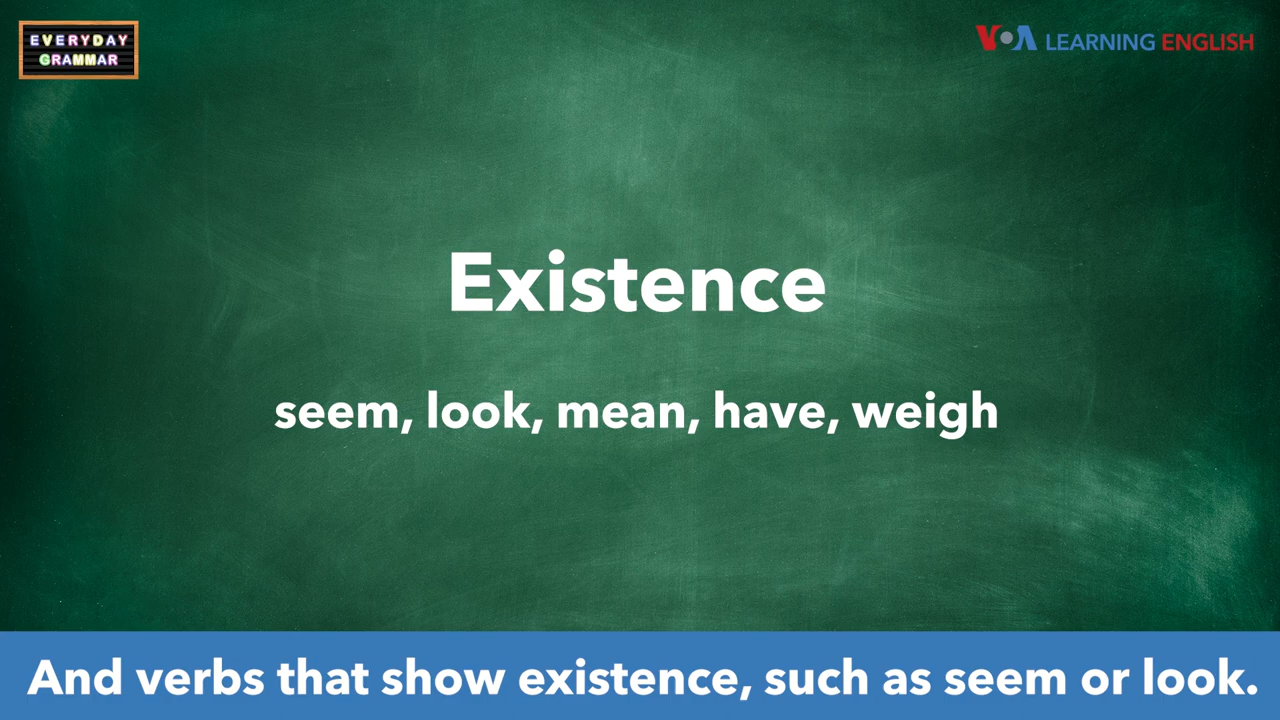 EVERYDAY
GRAMMAR
VOA LEARNING ENGLISH
Existence
seem, look, mean, have, weigh
And verbs that show existence, such as seem or look.